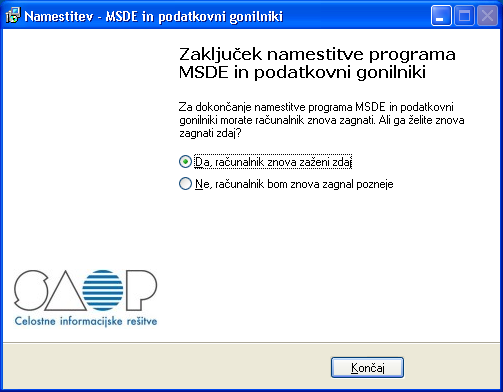 Namestitev - MSDE in podatkovni gonilniki
Zaključek namestitve programa
MSDE in podatkovni gonilniki
Za dokončanje namestitve programa MSDE in podatkovni
gonilniki morate računalnik znova zagnati. Ali ga želite znova
zagnati zdaj?
Da, računalnik znova zaženi zdaj
Ne, računalnik bom znova zagnal pozneje
SAOP
Celostne informacijske rešitve
Končaj